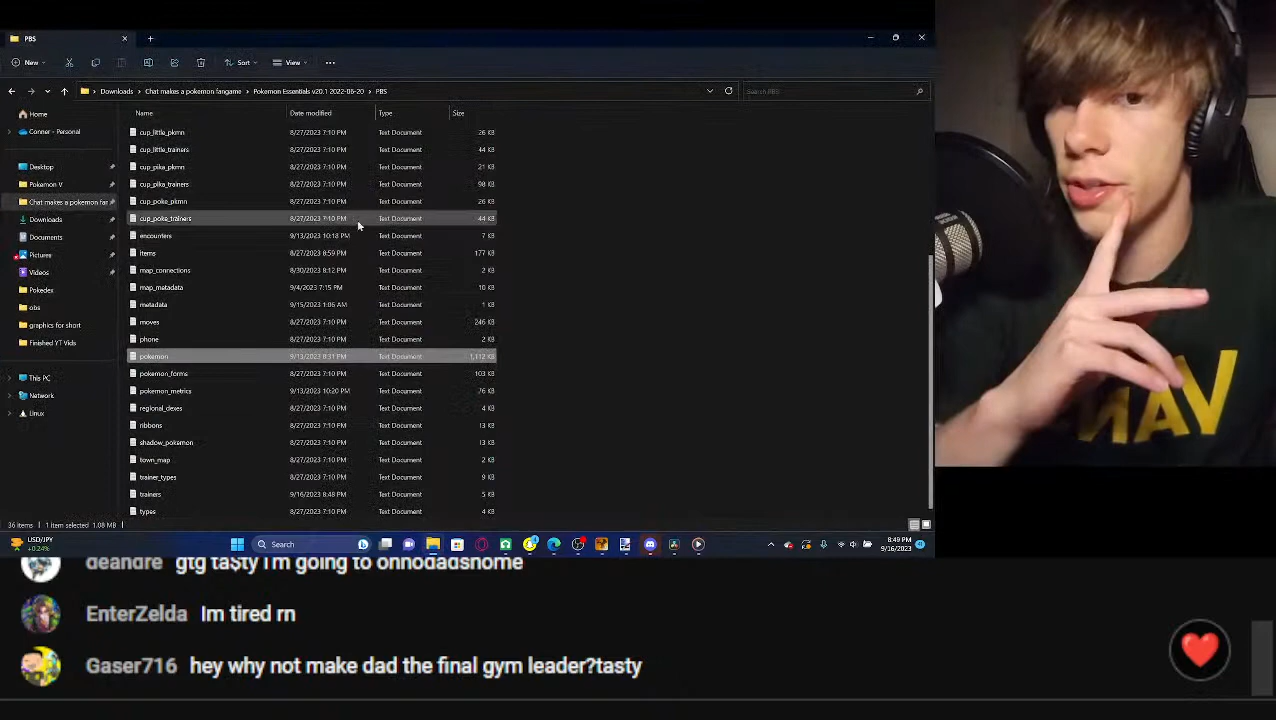 PBS
New
Sort
View
Downloads > Chat makes a pokemon fangame > Pokemon Essentials v20.1 2022-06-20 > PBS
Search PBS
Name Date modified Type Size
Home
Conner - Personal
Desktop
Pokemon V
Chat makes a pokemon fan
Downloads
Documents
Pictures
Videos
Pokedex
obs
graphics for short
Finished YT Vids
This PC
Network
Linux
cup_little_pkmn 8/27/2023 7:10 PM Text Document 26 KB
cup_little_trainers 8/27/2023 7:10 PM Text Document 44 KB
cup_pika_pkmn 8/27/2023 7:10 PM Text Document 21 KB
cup_pika_trainers 8/27/2023 7:10 PM Text Document 98 KB
cup_poke_pkmn 8/27/2023 7:10 PM Text Document 26 KB
cup_poke_trainers 8/27/2023 7:10 PM Text Document 44 KB
encounters 9/13/2023 10:18 PM Text Document 7 KB
items 8/27/2023 8:59 PM Text Document 177 KB
map_connections 8/30/2023 8:12 PM Text Document 2 KB
map_metadata 9/4/2023 7:15 PM Text Document 10 KB
metadata 9/15/2023 1:06 AM Text Document 1 KB
moves 8/27/2023 7:10 PM Text Document 246 KB
phone 8/27/2023 7:10 PM Text Document 2 KB
pokemon 9/13/2023 8:31 PM Text Document 1,112 KB
pokemon_forms 8/27/2023 7:10 PM Text Document 103 KB
pokemon_metrics 9/13/2023 10:20 PM Text Document 76 KB
regional_dexes 8/27/2023 7:10 PM Text Document 4 KB
ribbons 8/27/2023 7:10 PM Text Document 13 KB
shadow_pokemon 8/27/2023 7:10 PM Text Document 13 KB
town_map 8/27/2023 7:10 PM Text Document 2 KB
trainer_types 8/27/2023 7:10 PM Text Document 9 KB
trainers 9/16/2023 8:48 PM Text Document 5 KB
types 8/27/2023 7:10 PM Text Document 4 KB
36 items 1 item selected 1.08 MB
USD/JPY
+0.24%
Search
8:49 PM
9/16/2023
VAN
deandre gtg ta$ty i'm going to ohnodadshome
EnterZelda Im tired rn
Gaser716 hey why not make dad the final gym leader?tasty